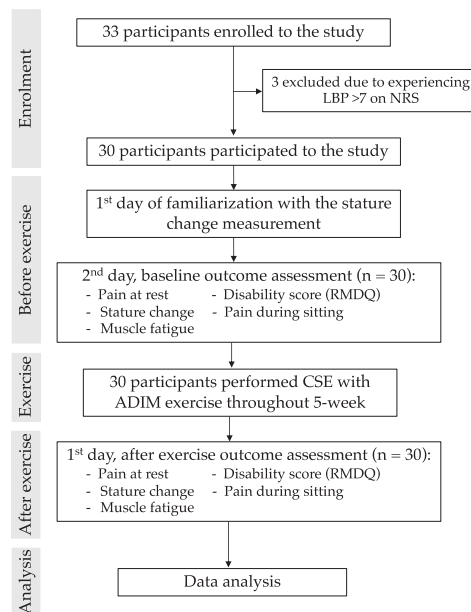 Enrolment
33 participants enrolled to the study
3 excluded due to experiencing
LBP >7 on NRS
30 participants participated to the study
Before exercise
1st day of familiarization with the stature
change measurement
2nd day, baseline outcome assessment (n = 30):
- Pain at rest - Disability score (RMDQ)
- Stature change - Pain during sitting
- Muscle fatigue
Exercise
30 participants performed CSE with
ADIM exercise throughout 5-week
After exercise
1st day, after exercise outcome assessment (n = 30):
- Pain at rest - Disability score (RMDQ)
- Stature change - Pain during sitting
- Muscle fatigue
Analysis
Data analysis